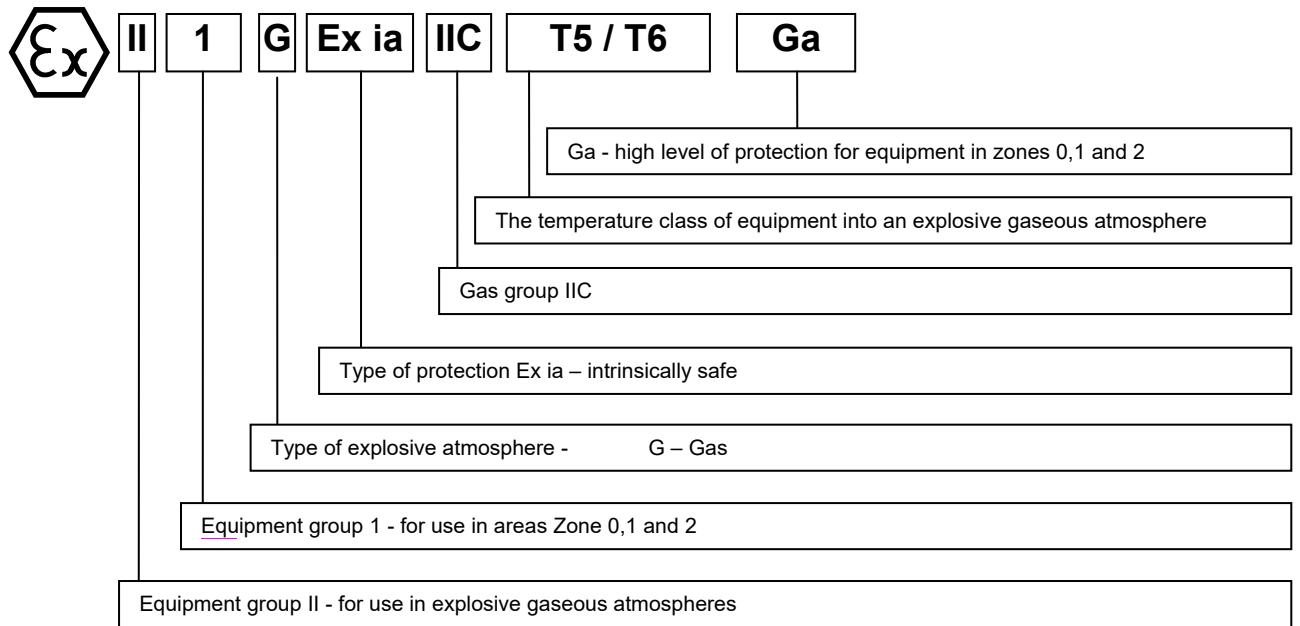 Ex II 1 G Ex ia IIC T5 / T6 Ga
Ga - high level of protection for equipment in zones 0,1 and 2
The temperature class of equipment into an explosive gaseous atmosphere
Gas group IIC
Type of protection Ex ia – intrinsically safe
Type of explosive atmosphere - G – Gas
Equipment group 1 - for use in areas Zone 0,1 and 2
Equipment group II - for use in explosive gaseous atmospheres